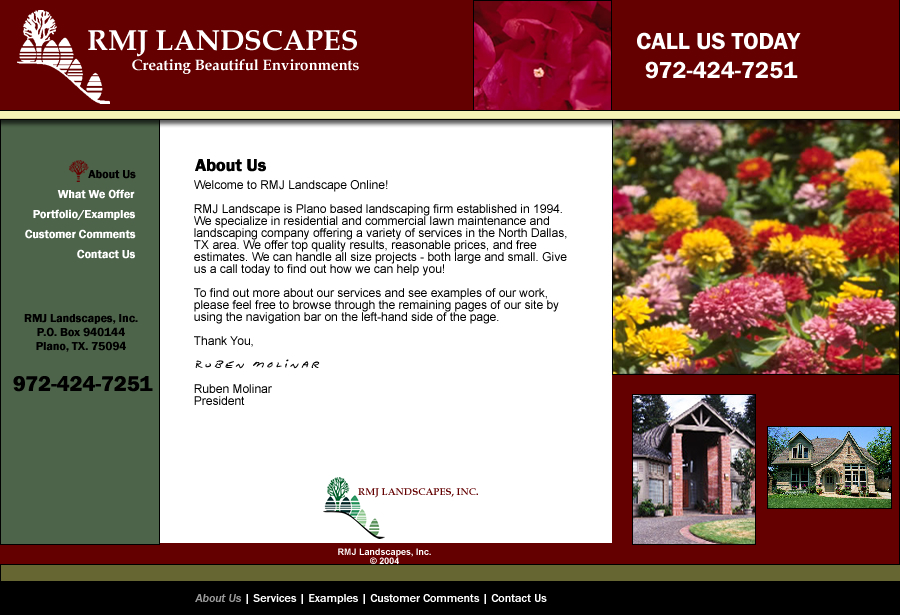 RMJ LANDSCAPES
Creating Beautiful Environments
CALL US TODAY
972-424-7251
About Us
What We Offer
Portfolio/Examples
Customer Comments
Contact Us
RMJ Landscapes, Inc.
P.O. Box 940144
Plano, TX. 75094
972-424-7251
About Us
Welcome to RMJ Landscape Online!
RMJ Landscape is Plano based landscaping firm established in 1994.
We specialize in residential and commercial lawn maintenance and
landscaping company offering a variety of services in the North Dallas,
TX area. We offer top quality results, reasonable prices, and free
estimates. We can handle all size projects - both large and small. Give
us a call today to find out how we can help you!
To find out more about our services and see examples of our work,
please feel free to browse through the remaining pages of our site by
using the navigation bar on the left-hand side of the page.
Thank You,
RUBEN MOLINAR
Ruben Molinar
President
RMJ LANDSCAPES, INC.
RMJ Landscapes, Inc.
© 2004
About Us | Services | Examples | Customer Comments | Contact Us